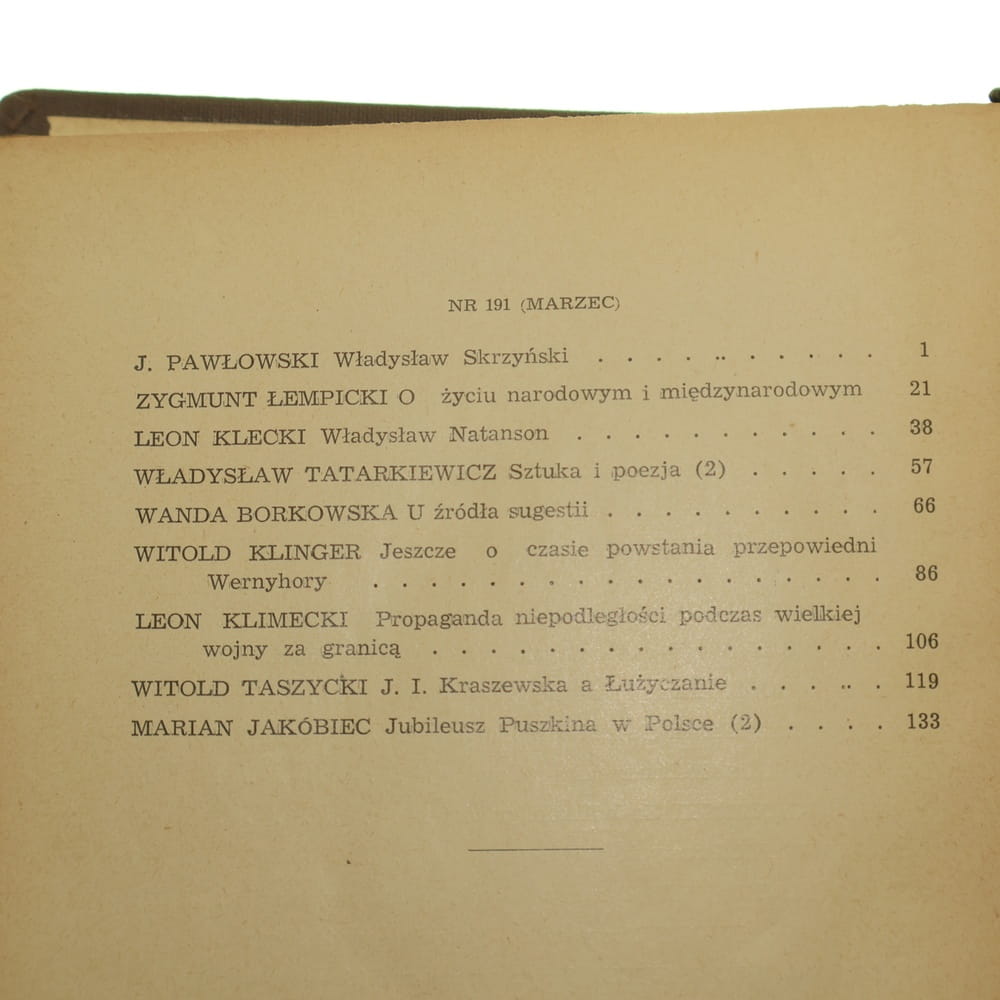 NR 191 (MARZEC)
J. PAWŁOWSKI Władysław Skrzyński . . . . .. . . . . . 1
ZYGMUNT ŁEMPICKI O życiu narodowym i międzynarodowym 21
LEON KLECKI Władysław Natanson . . . . . . . . . . . 38
WŁADYSŁAW TATARKIEWICZ Sztuka i poezja (2) . . . . . 57
WANDA BORKOWSKA U źródła sugestii . . . . . . . . . . 66
WITOLD KLINGER Jeszcze o czasie powstania przepowiedni
Wernyhory . . . . . . . . . . . . . . . . . . 86
LEON KLIMECKI Propaganda niepodległości podczas wielkiej
wojny za granicą . . . . . . . . . . . . . . . . 106
WITOLD TASZYCKI J. I. Kraszewska a Łużyczanie . . . .. . 119
MARIAN JAKÓBIEC Jubileusz Puszkina w Polsce (2) . . . . 133